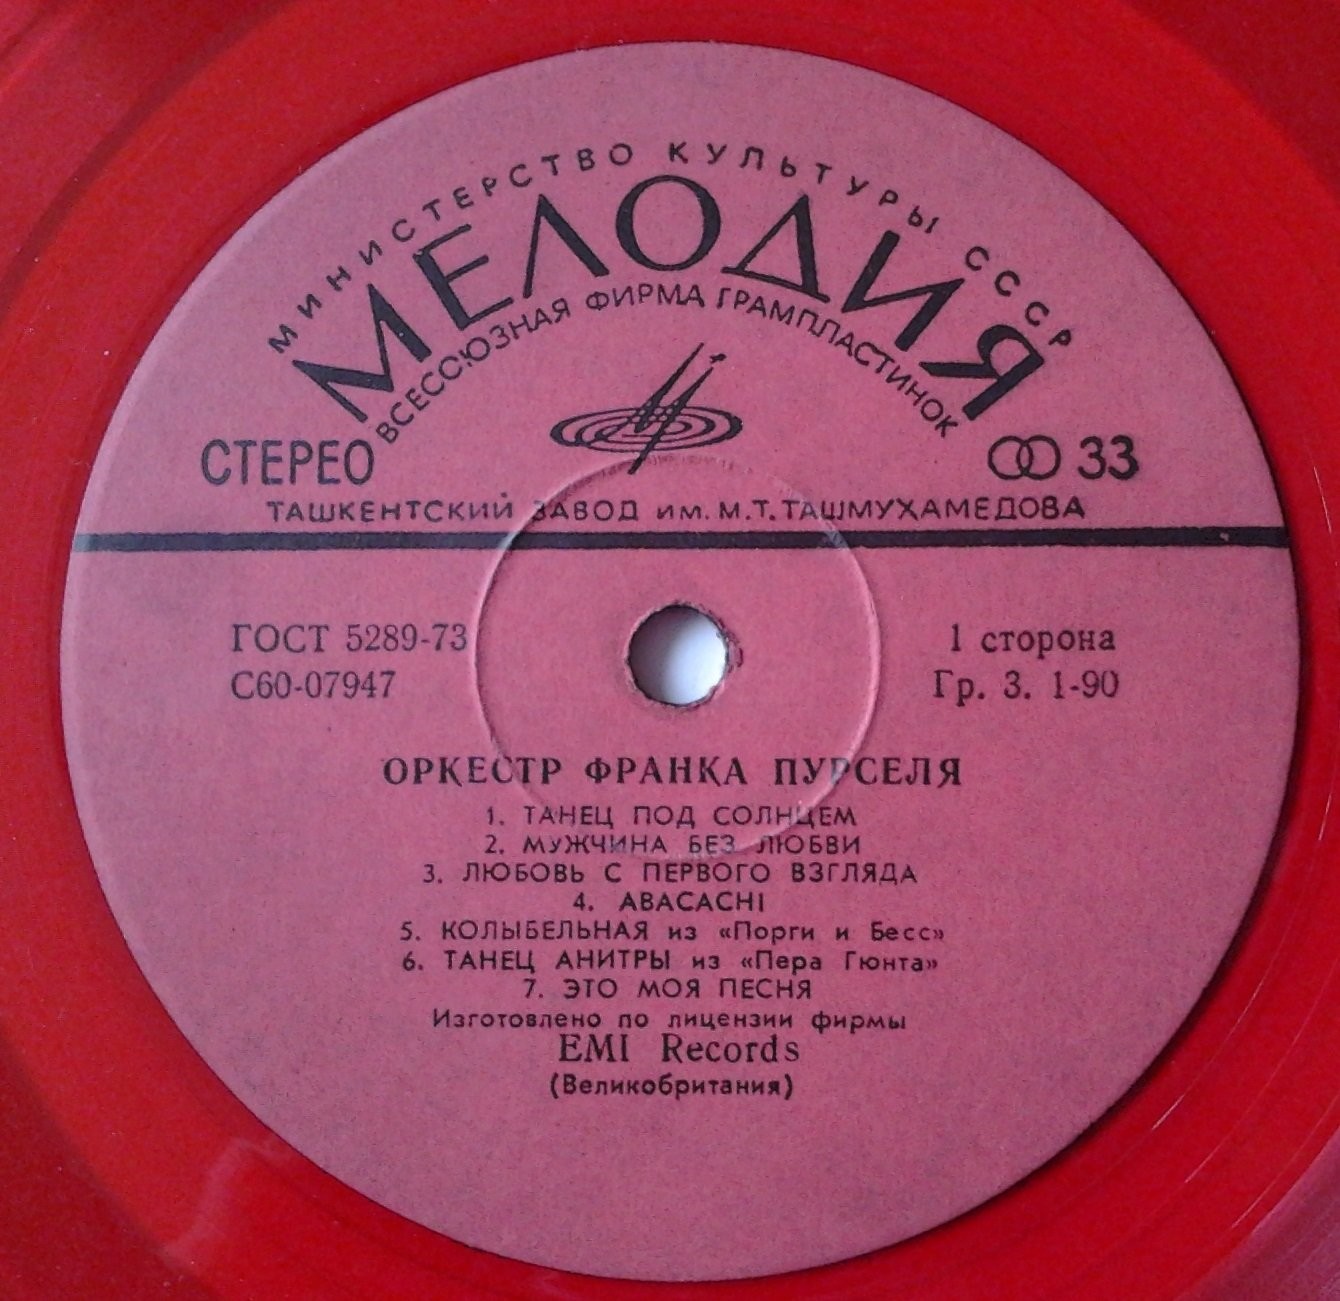 МИНИСТЕРСТВО КУЛЬТУРЫ СССР
МЕЛОДИЯ
ВСЕСОЮЗНАЯ ФИРМА ГРАМПЛАСТИНОК
СТЕРЕО
33
ТАШКЕНТСКИЙ ЗАВОД им. М.Т. ТАШМУХАМЕДОВА
ГОСТ 5289-73
С60-07947
1 сторона
Гр. 3. 1-90
ОРКЕСТР ФРАНКА ПУРСЕЛЯ
1. ТАНЕЦ ПОД СОЛНЦЕМ
2. МУЖЧИНА БЕЗ ЛЮБВИ
3. ЛЮБОВЬ С ПЕРВОГО ВЗГЛЯДА
4. ABACACHI
5. КОЛЫБЕЛЬНАЯ из «Порги и Бесс»
6. ТАНЕЦ АНИТРЫ из «Пера Гюнта»
7. ЭТО МОЯ ПЕСНЯ
Изготовлено по лицензии фирмы
EMI Records
(Великобритания)